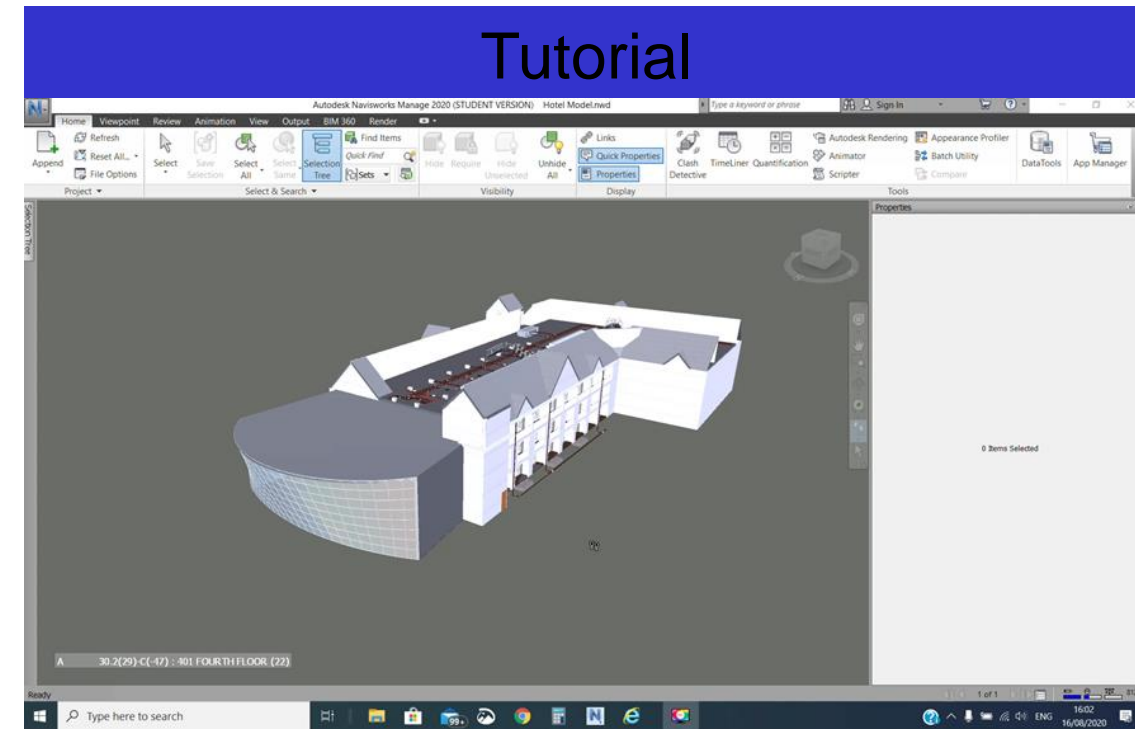 Tutorial
Autodesk Navisworks Manage 2020 (STUDENT VERSION) Hotel Model.nwd Type a keyword or phrase Sign In
Home Viewpoint Review Animation View Output BIM 360 Render
Append
Refresh
Reset All...
File Options
Project
Select
Save Selection
Select All
Select Same
Selection Tree
Find Items
Quick Find
Sets
Select & Search
Hide
Require
Hide Unselected
Unhide All
Visibility
Links
Quick Properties
Properties
Display
Clash Detective
TimeLiner
Quantification
Autodesk Rendering
Animator
Scripter
Appearance Profiler
Batch Utility
Compare
Tools
DataTools
App Manager
Selection Tree
Properties
0 Items Selected
A 30.2(29)-C(-47) : 401 FOURTH FLOOR (22)
Ready
1 of 1
Type here to search
99+
ENG
16:02
16/08/2020